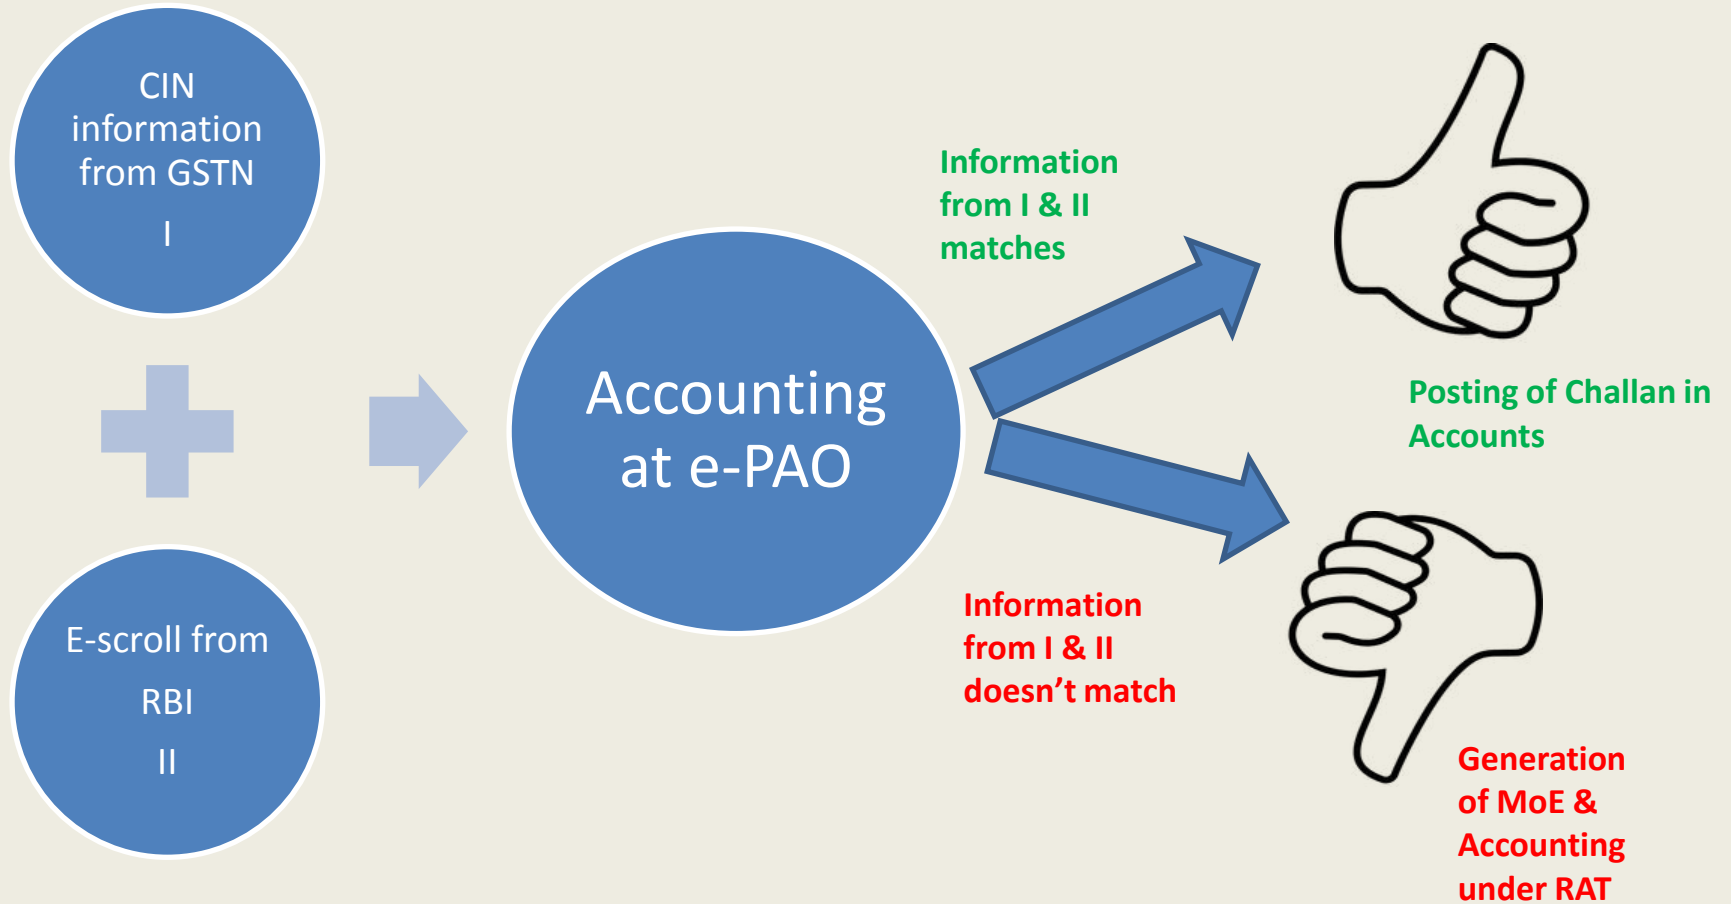 CIN
information
from GSTN
I
E-scroll from
RBI
II
Accounting
at e-PAO
Information
from I & II
matches
Posting of Challan in
Accounts
Information
from I & II
doesn’t match
Generation
of MoE &
Accounting
under RAT